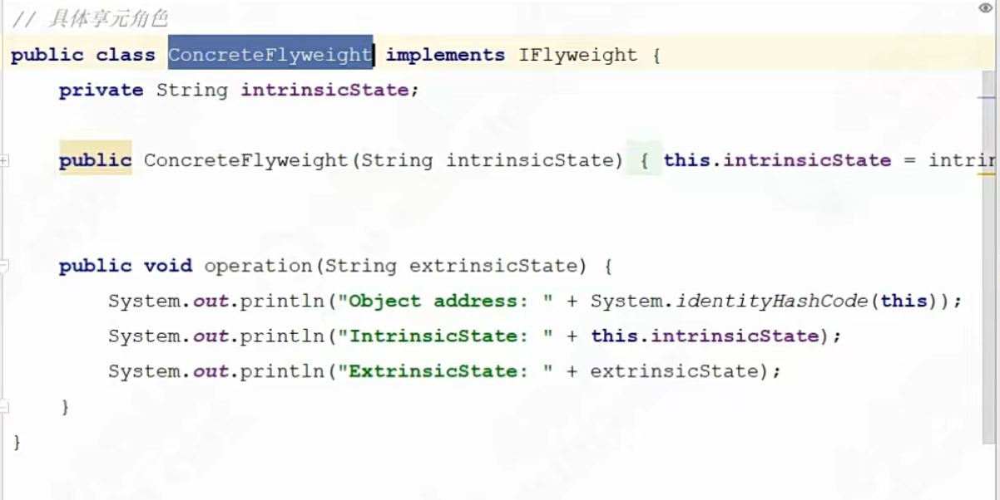 // 具体享元角色
public class ConcreteFlyweight implements IFlyweight {
private String intrinsicState;
public ConcreteFlyweight(String intrinsicState) { this.intrinsicState = intrin
public void operation(String extrinsicState) {
System.out.println("Object address: " + System.identityHashCode(this));
System.out.println("IntrinsicState: " + this.intrinsicState);
System.out.println("ExtrinsicState: " + extrinsicState);
}
}